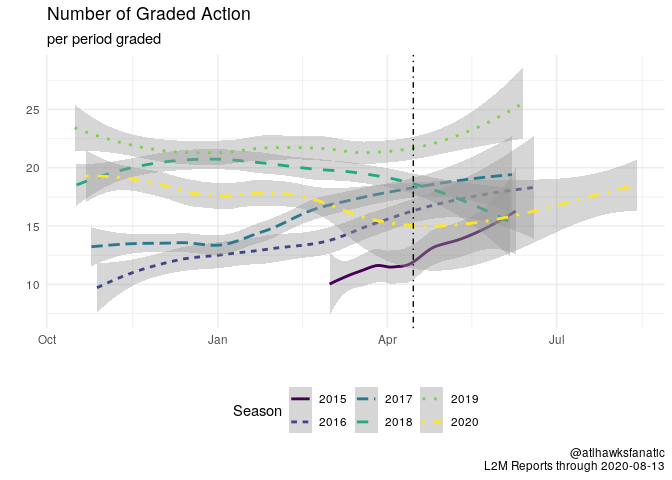 Number of Graded Action
per period graded
25
20
15
10
Oct
Jan
Apr
Jul
Season
2015
2017
2019
2016
2018
2020
@atlhawksfanatic
L2M Reports through 2020-08-13